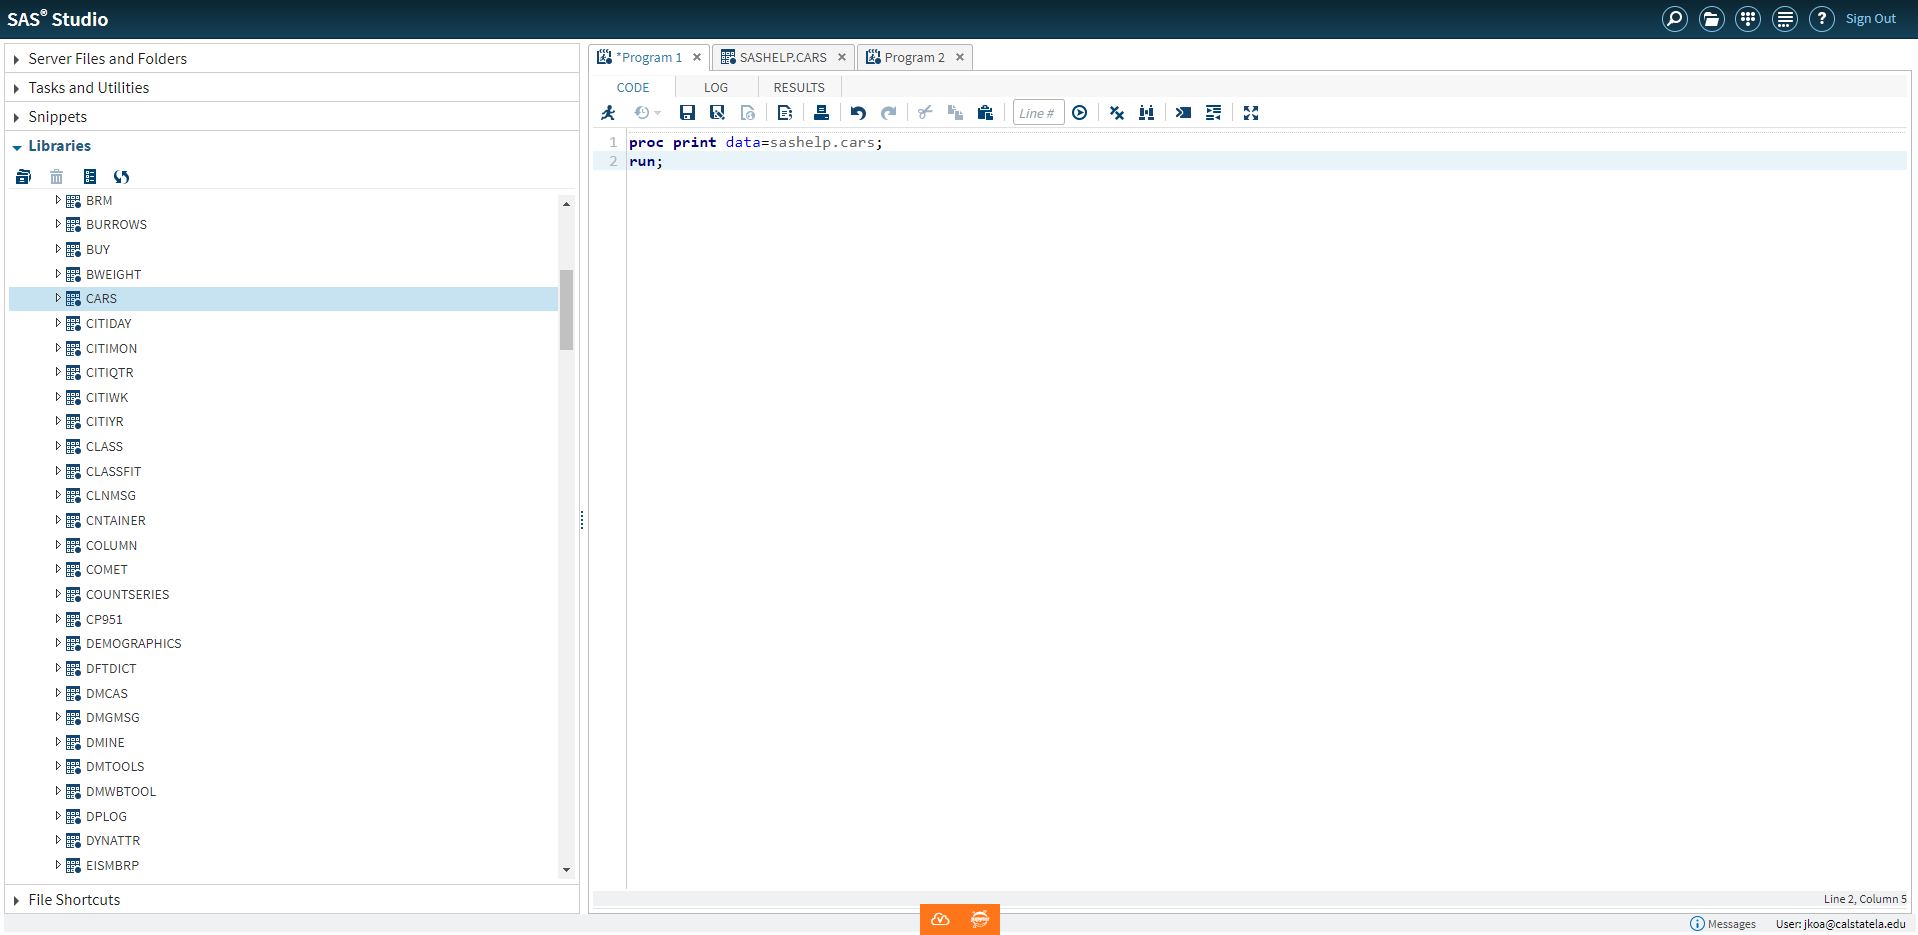 SAS® Studio
Sign Out
Server Files and Folders
Tasks and Utilities
Snippets
Libraries
BRM
BURROWS
BUY
BWEIGHT
CARS
CITIDAY
CITIMON
CITIQTR
CITIWK
CITIYR
CLASS
CLASSFIT
CLNMSG
CNTAINER
COLUMN
COMET
COUNTSERIES
CP951
DEMOGRAPHICS
DFTDICT
DMCAS
DMGMSG
DMINE
DMTOOLS
DMWBTOOL
DPLOG
DYNATTR
EISMBRP
File Shortcuts
*Program 1 SASHELP.CARS Program 2
CODE LOG RESULTS
Line #
1 proc print data=sashelp.cars;
2 run;
Line 2, Column 5
Messages User: jkoa@calstatela.edu